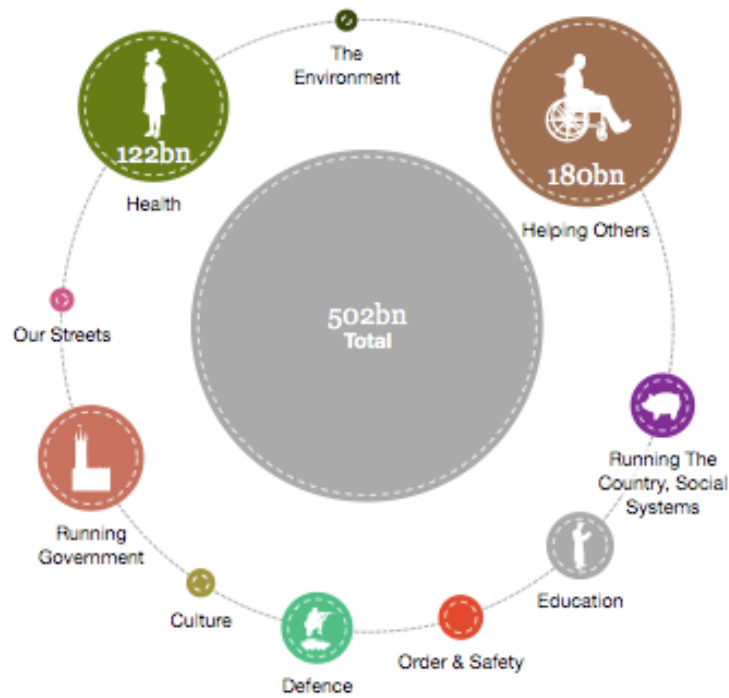 The
Environment
122bn
Health
180bn
Helping Others
502bn
Total
Our Streets
Running The
Country, Social
Systems
Running
Government
Education
Culture
Order & Safety
Defence